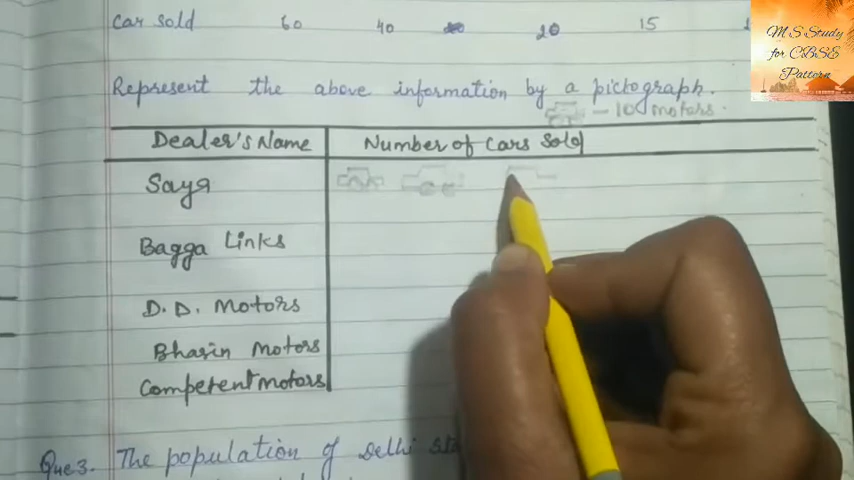 Car sold 60 40 20 15
M S Study
for CBSE
Pattern
Represent the above information by a pictograph.
- 10 motors.
Dealer's Name Number of Cars Sold
Saya
Bagga Links
D.D. Motors
Bhasin Motors
Competent Motors
Que3. The population of Delhi sta